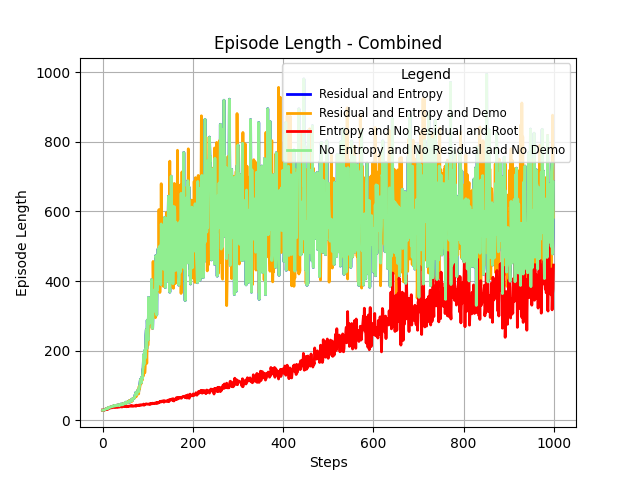 Episode Length - Combined
Legend
Residual and Entropy
Residual and Entropy and Demo
Entropy and No Residual and Root
No Entropy and No Residual and No Demo
Episode Length
1000
800
600
400
200
0
0 200 400 600 800 1000
Steps